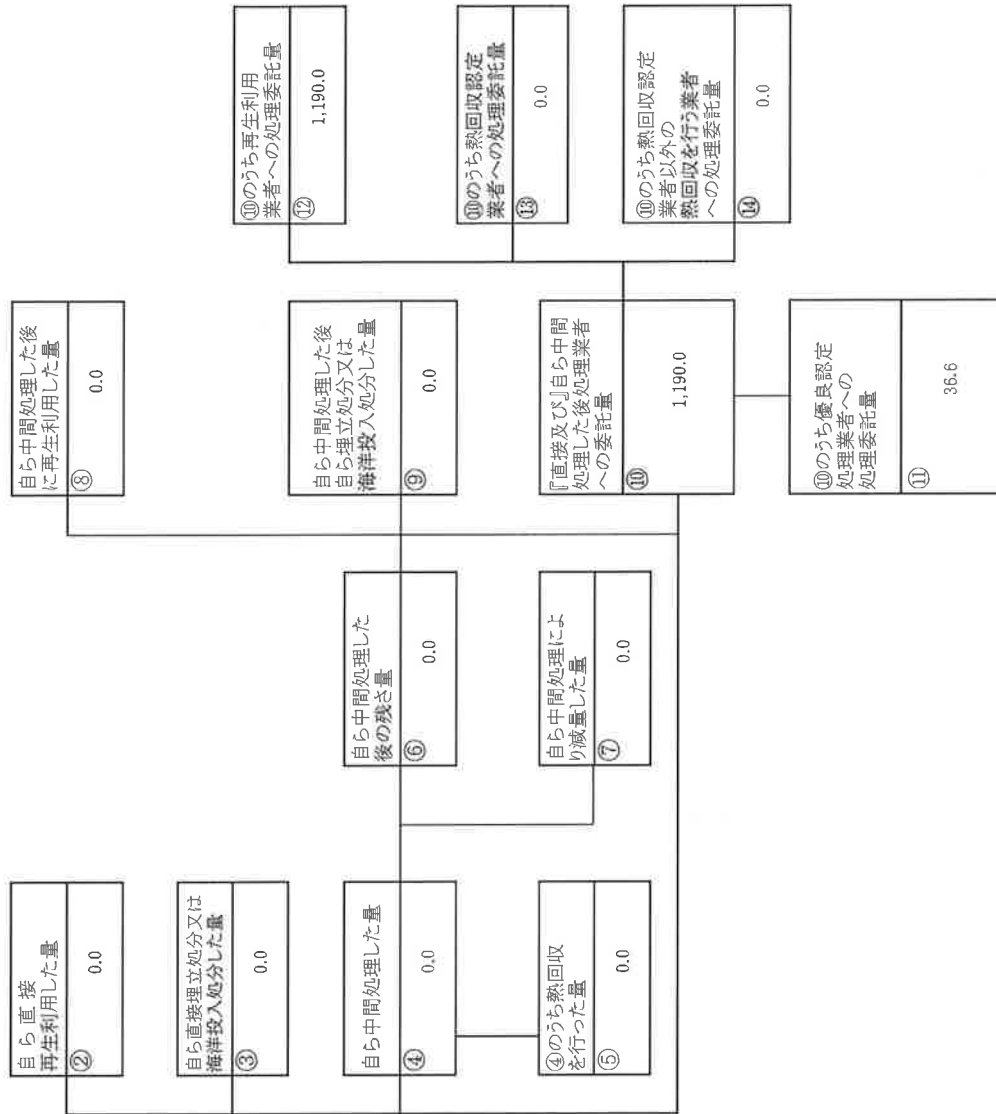 自ら直接
再生利用した量
②
0.0
自ら直接埋立処分又は
海洋投入処分した量
③
0.0
自ら中間処理した量
④
0.0
④のうち熱回収
を行った量
⑤
0.0
自ら中間処理した
後の残さ量
⑥
0.0
自ら中間処理によ
り減量した量
⑦
0.0
自ら中間処理した後
に再生利用した量
⑧
0.0
自ら中間処理した後
自ら埋立処分又は
海洋投入処分した量
⑨
0.0
『直接及び』自ら中間
処理した後処理業者
への委託量
⑩
1,190.0
⑩のうち優良認定
処理業者への
処理委託量
⑪
36.6
⑩のうち再生利用
業者への処理委託量
⑫
1,190.0
⑩のうち熱回収認定
業者への処理委託量
⑬
0.0
⑩のうち熱回収認定
業者以外の
熱回収を行う業者
への処理委託量
⑭
0.0